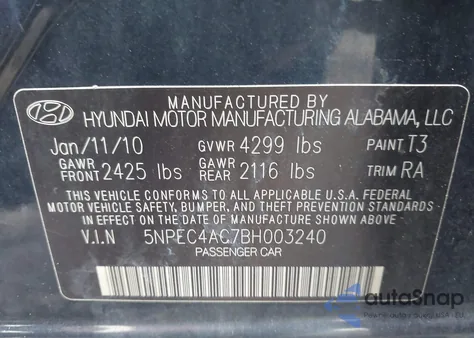 MANUFACTURED BY
HYUNDAI MOTOR MANUFACTURING ALABAMA, LLC
Jan/11/10 GVWR 4299 lbs PAINT T3
GAWR FRONT 2425 lbs GAWR REAR 2116 lbs TRIM RA
THIS VEHICLE CONFORMS TO ALL APPLICABLE U.S.A. FEDERAL
MOTOR VEHICLE SAFETY, BUMPER, AND THEFT PREVENTION
STANDARDS IN EFFECT ON THE DATE OF MANUFACTURE SHOWN ABOVE.
V.I.N 5NPEC4AC7BH003240
PASSENGER CAR
autoSnap